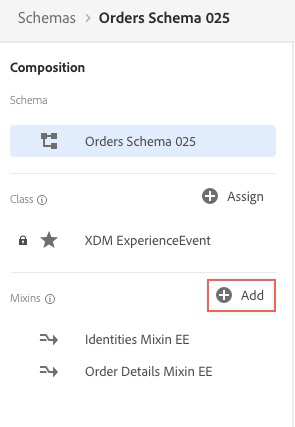 Schemas > Orders Schema 025
Composition
Schema
Orders Schema 025
Class
Assign
XDM ExperienceEvent
Mixins
Add
Identities Mixin EE
Order Details Mixin EE